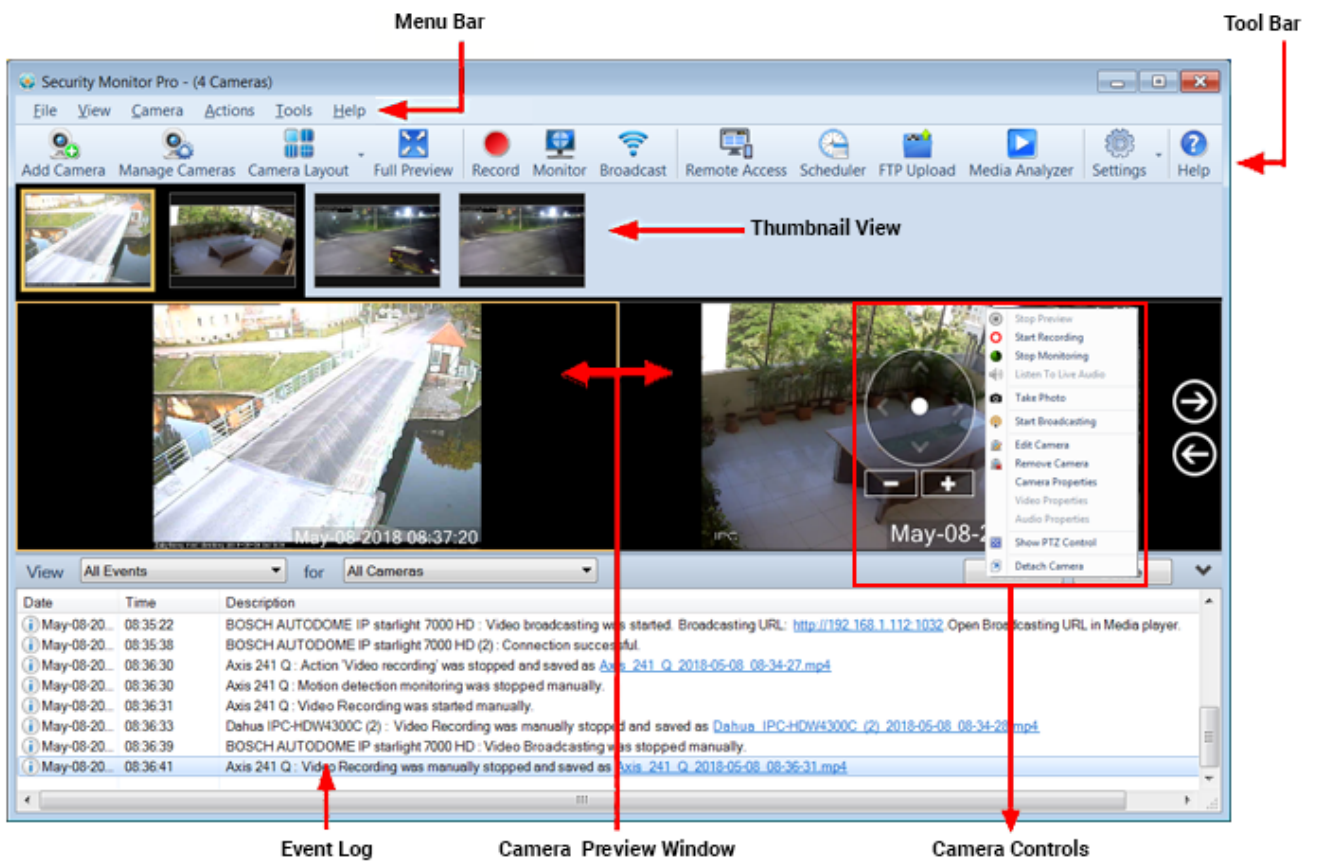 Menu Bar
Tool Bar
Security Monitor Pro - (4 Cameras)
File View Camera Actions Tools Help
Add Camera Manage Cameras Camera Layout Full Preview Record Monitor Broadcast Remote Access Scheduler FTP Upload Media Analyzer Settings Help
Thumbnail View
Stop Preview
Start Recording
Stop Monitoring
Listen To Live Audio
Take Photo
Start Broadcasting
Edit Camera
Remove Camera
Camera Properties
Video Properties
Audio Properties
Show PTZ Control
Detach Camera
May-08-2018 08:37:20
IPC
May-08-2
View All Events for All Cameras
Date Time Description
May-08-20... 08:35:22 BOSCH AUTODOME IP starlight 7000 HD : Video broadcasting was started. Broadcasting URL: http://192.168.1.112:1032 .Open Broadcasting URL in Media player.
May-08-20... 08:35:38 BOSCH AUTODOME IP starlight 7000 HD (2) : Connection successful.
May-08-20... 08:36:30 Axis 241 Q : Action 'Video recording' was stopped and saved as Axis_241_Q_2018-05-08_08-34-27.mp4
May-08-20... 08:36:30 Axis 241 Q : Motion detection monitoring was stopped manually.
May-08-20... 08:36:31 Axis 241 Q : Video Recording was started manually.
May-08-20... 08:36:33 Dahua IPC-HDW4300C (2) : Video Recording was manually stopped and saved as Dahua_IPC-HDW4300C_(2)_2018-05-08_08-34-28.mp4
May-08-20... 08:36:39 BOSCH AUTODOME IP starlight 7000 HD : Video Broadcasting was stopped manually.
May-08-20... 08:36:41 Axis 241 Q : Video Recording was manually stopped and saved as Axis_241_Q_2018-05-08_08-36-31.mp4
Event Log
Camera Preview Window
Camera Controls